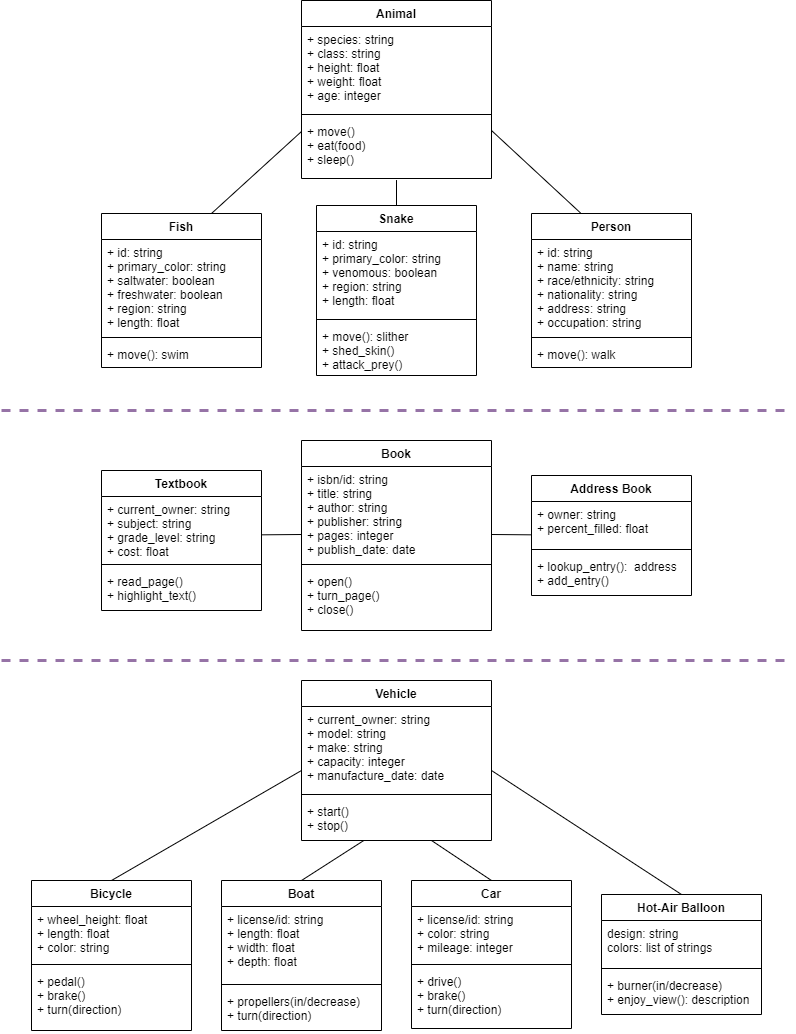 Animal
+ species: string
+ class: string
+ height: float
+ weight: float
+ age: integer
+ move()
+ eat(food)
+ sleep()
Fish
+ id: string
+ primary_color: string
+ saltwater: boolean
+ freshwater: boolean
+ region: string
+ length: float
+ move(): swim
Snake
+ id: string
+ primary_color: string
+ venomous: boolean
+ region: string
+ length: float
+ move(): slither
+ shed_skin()
+ attack_prey()
Person
+ id: string
+ name: string
+ race/ethnicity: string
+ nationality: string
+ address: string
+ occupation: string
+ move(): walk
Textbook
+ current_owner: string
+ subject: string
+ grade_level: string
+ cost: float
+ read_page()
+ highlight_text()
Book
+ isbn/id: string
+ title: string
+ author: string
+ publisher: string
+ pages: integer
+ publish_date: date
+ open()
+ turn_page()
+ close()
Address Book
+ owner: string
+ percent_filled: float
+ lookup_entry(): address
+ add_entry()
Vehicle
+ current_owner: string
+ model: string
+ make: string
+ capacity: integer
+ manufacture_date: date
+ start()
+ stop()
Bicycle
+ wheel_height: float
+ length: float
+ color: string
+ pedal()
+ brake()
+ turn(direction)
Boat
+ license/id: string
+ length: float
+ width: float
+ depth: float
+ propellers(in/decrease)
+ turn(direction)
Car
+ license/id: string
+ color: string
+ mileage: integer
+ drive()
+ brake()
+ turn(direction)
Hot-Air Balloon
design: string
colors: list of strings
+ burner(in/decrease)
+ enjoy_view(): description